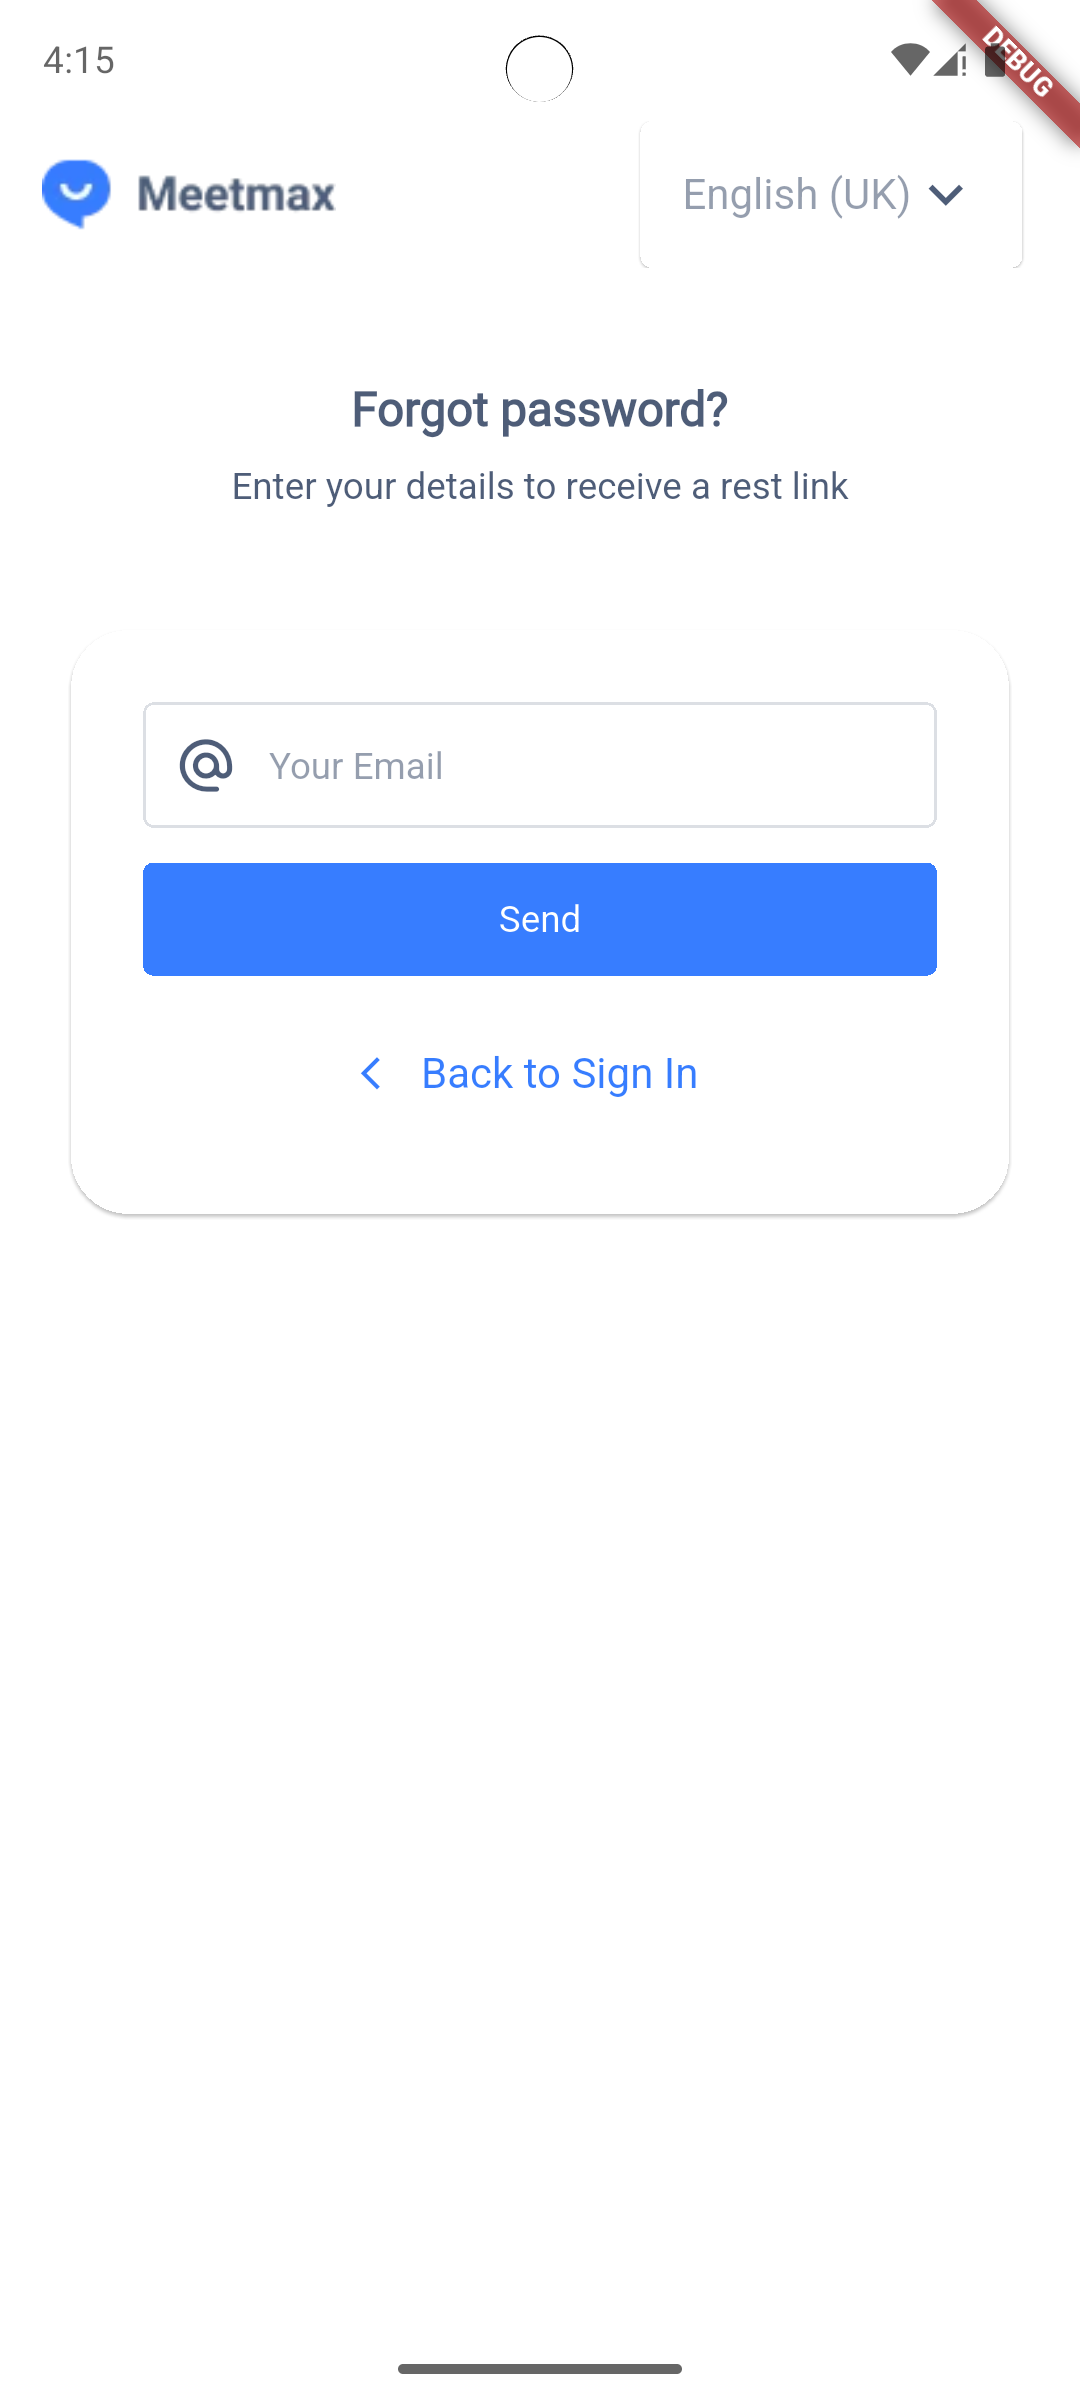 4:15
DEBUG
Meetmax
English (UK)
Forgot password?
Enter your details to receive a rest link
Your Email
Send
Back to Sign In